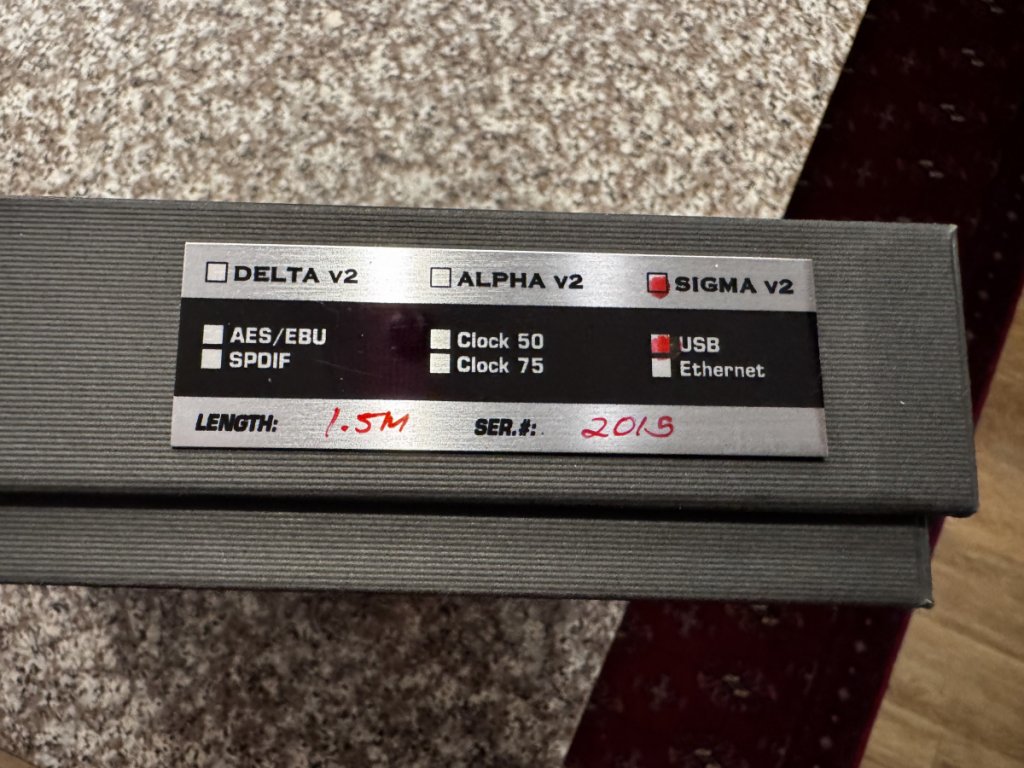 DELTA v2 ALPHA v2 SIGMA v2
AES/EBU Clock 50 USB
SPDIF Clock 75 Ethernet
LENGTH: 1.5M SER.#: 2019